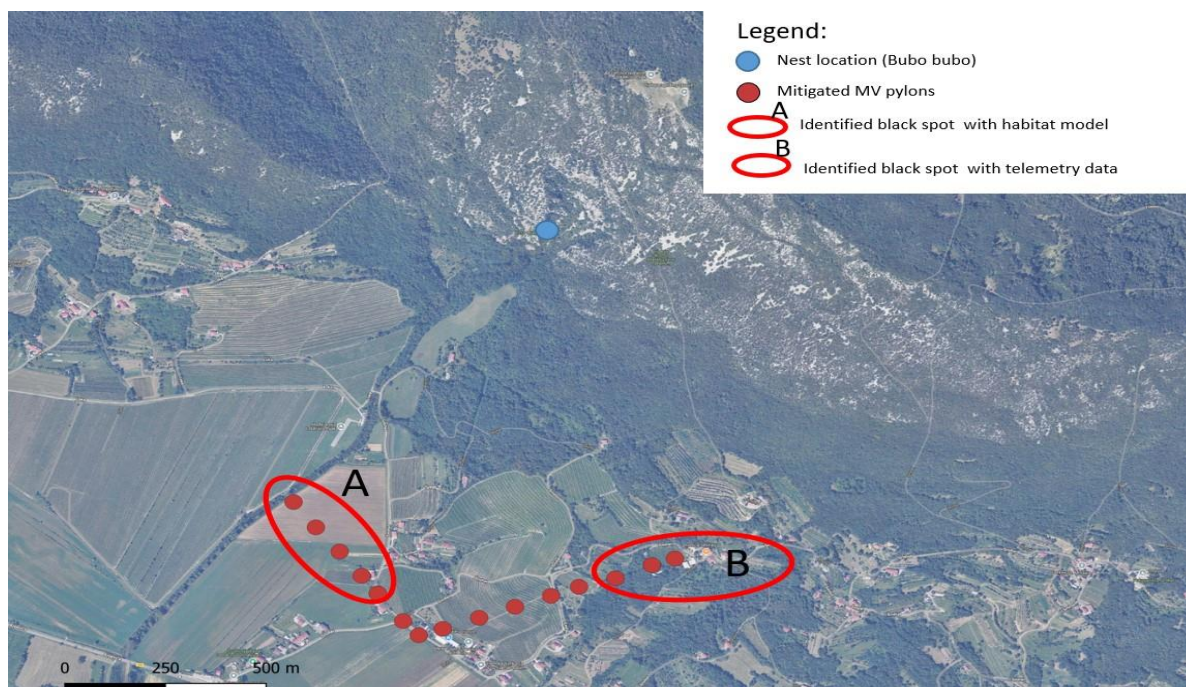 Legend:
Nest location (Bubo bubo)
Mitigated MV pylons
A
Identified black spot with habitat model
B
Identified black spot with telemetry data
A
B
0 250 500 m